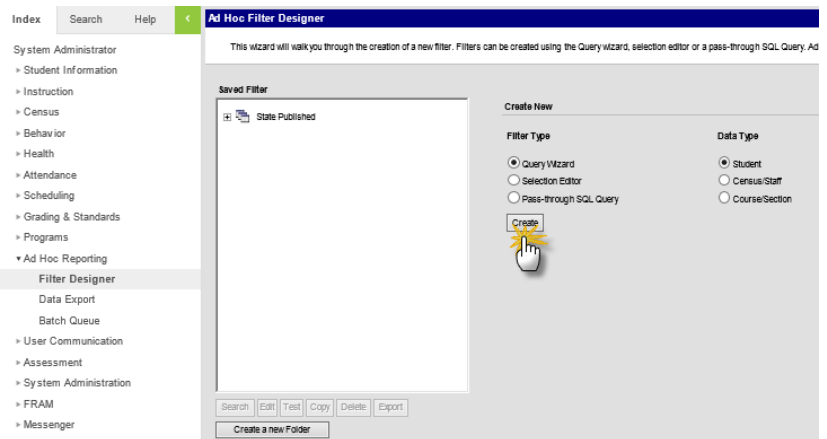 Index Search Help <
System Administrator
Student Information
Instruction
Census
Behavior
Health
Attendance
Scheduling
Grading & Standards
Programs
Ad Hoc Reporting
Filter Designer
Data Export
Batch Queue
User Communication
Assessment
System Administration
FRAM
Messenger
Ad Hoc Filter Designer
This wizard will walk you through the creation of a new filter. Filters can be created using the Query wizard, selection editor or a pass-through SQL Query. Ad
Saved Filter
State Published
Search Edit Test Copy Delete Export
Create a new Folder
Create New
Filter Type Data Type
Query Wizard Student
Selection Editor Census/Staff
Pass-through SQL Query Course/Section
Create